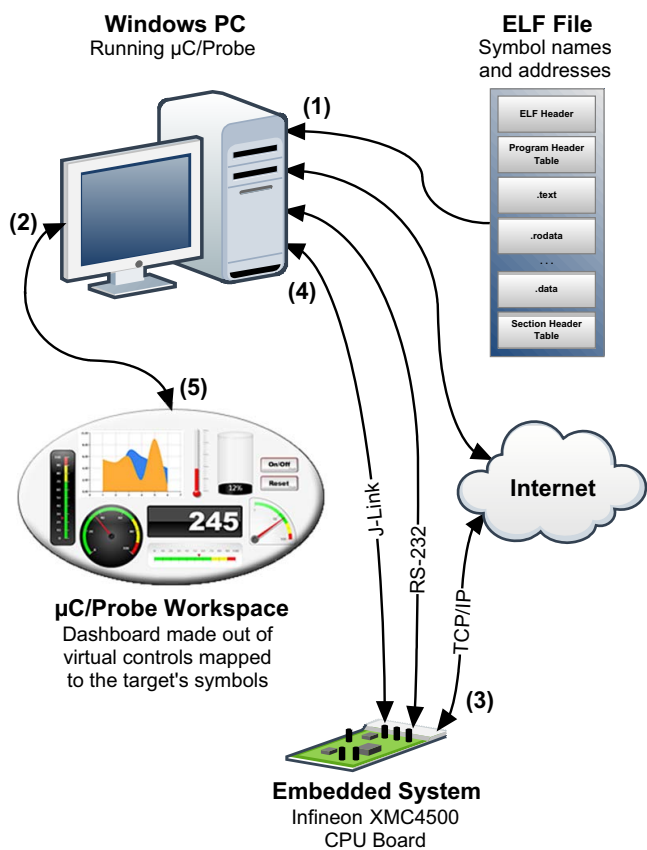 Windows PC
Running µC/Probe
ELF File
Symbol names
and addresses
ELF Header
Program Header
Table
.text
.rodata
...
.data
Section Header
Table
(1)
(2)
(4)
(5)
On/Off
Reset
12%
245
µC/Probe Workspace
Dashboard made out of
virtual controls mapped
to the target's symbols
J-Link
RS-232
Internet
TCP/IP
(3)
Embedded System
Infineon XMC4500
CPU Board